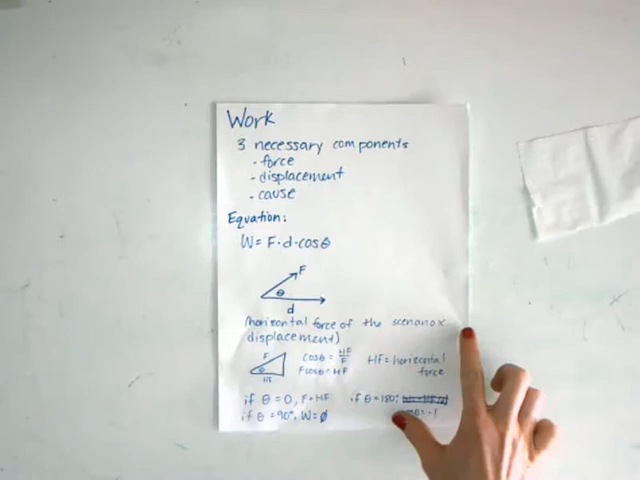 Work
3 necessary components
- force
- displacement
- cause
Equation:
W = F·d·cosθ
F
θ
d
(horizontal force of the scenario x
displacement)
F
θ
HF
cosθ = HF/F
Fcosθ = HF
HF = horizontal
force
if θ = 0, F = HF
if θ = 90°, W = ∅
if θ = 180°,
= -1